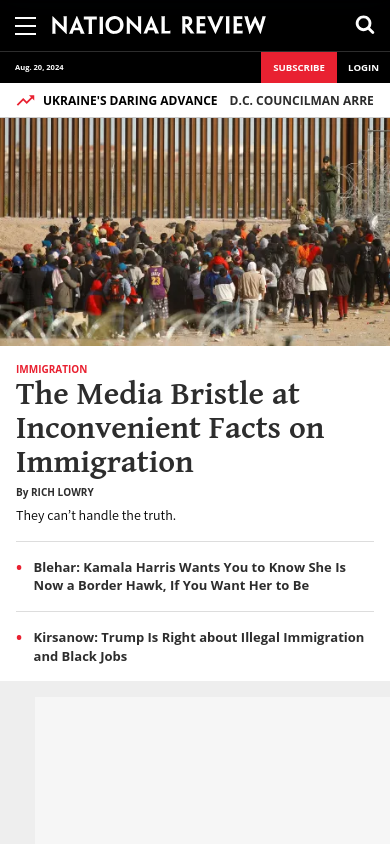 NATIONAL REVIEW
Aug. 20, 2024
SUBSCRIBE
LOGIN
UKRAINE'S DARING ADVANCE
D.C. COUNCILMAN ARRE
23
IMMIGRATION
The Media Bristle at
Inconvenient Facts on
Immigration
By RICH LOWRY
They can’t handle the truth.
Blehar: Kamala Harris Wants You to Know She Is
Now a Border Hawk, If You Want Her to Be
Kirsanow: Trump Is Right about Illegal Immigration
and Black Jobs